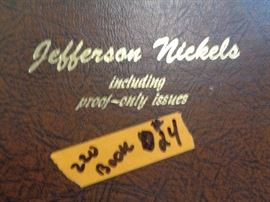 Jefferson Nickels
including
proof-only issues
220
Book #24